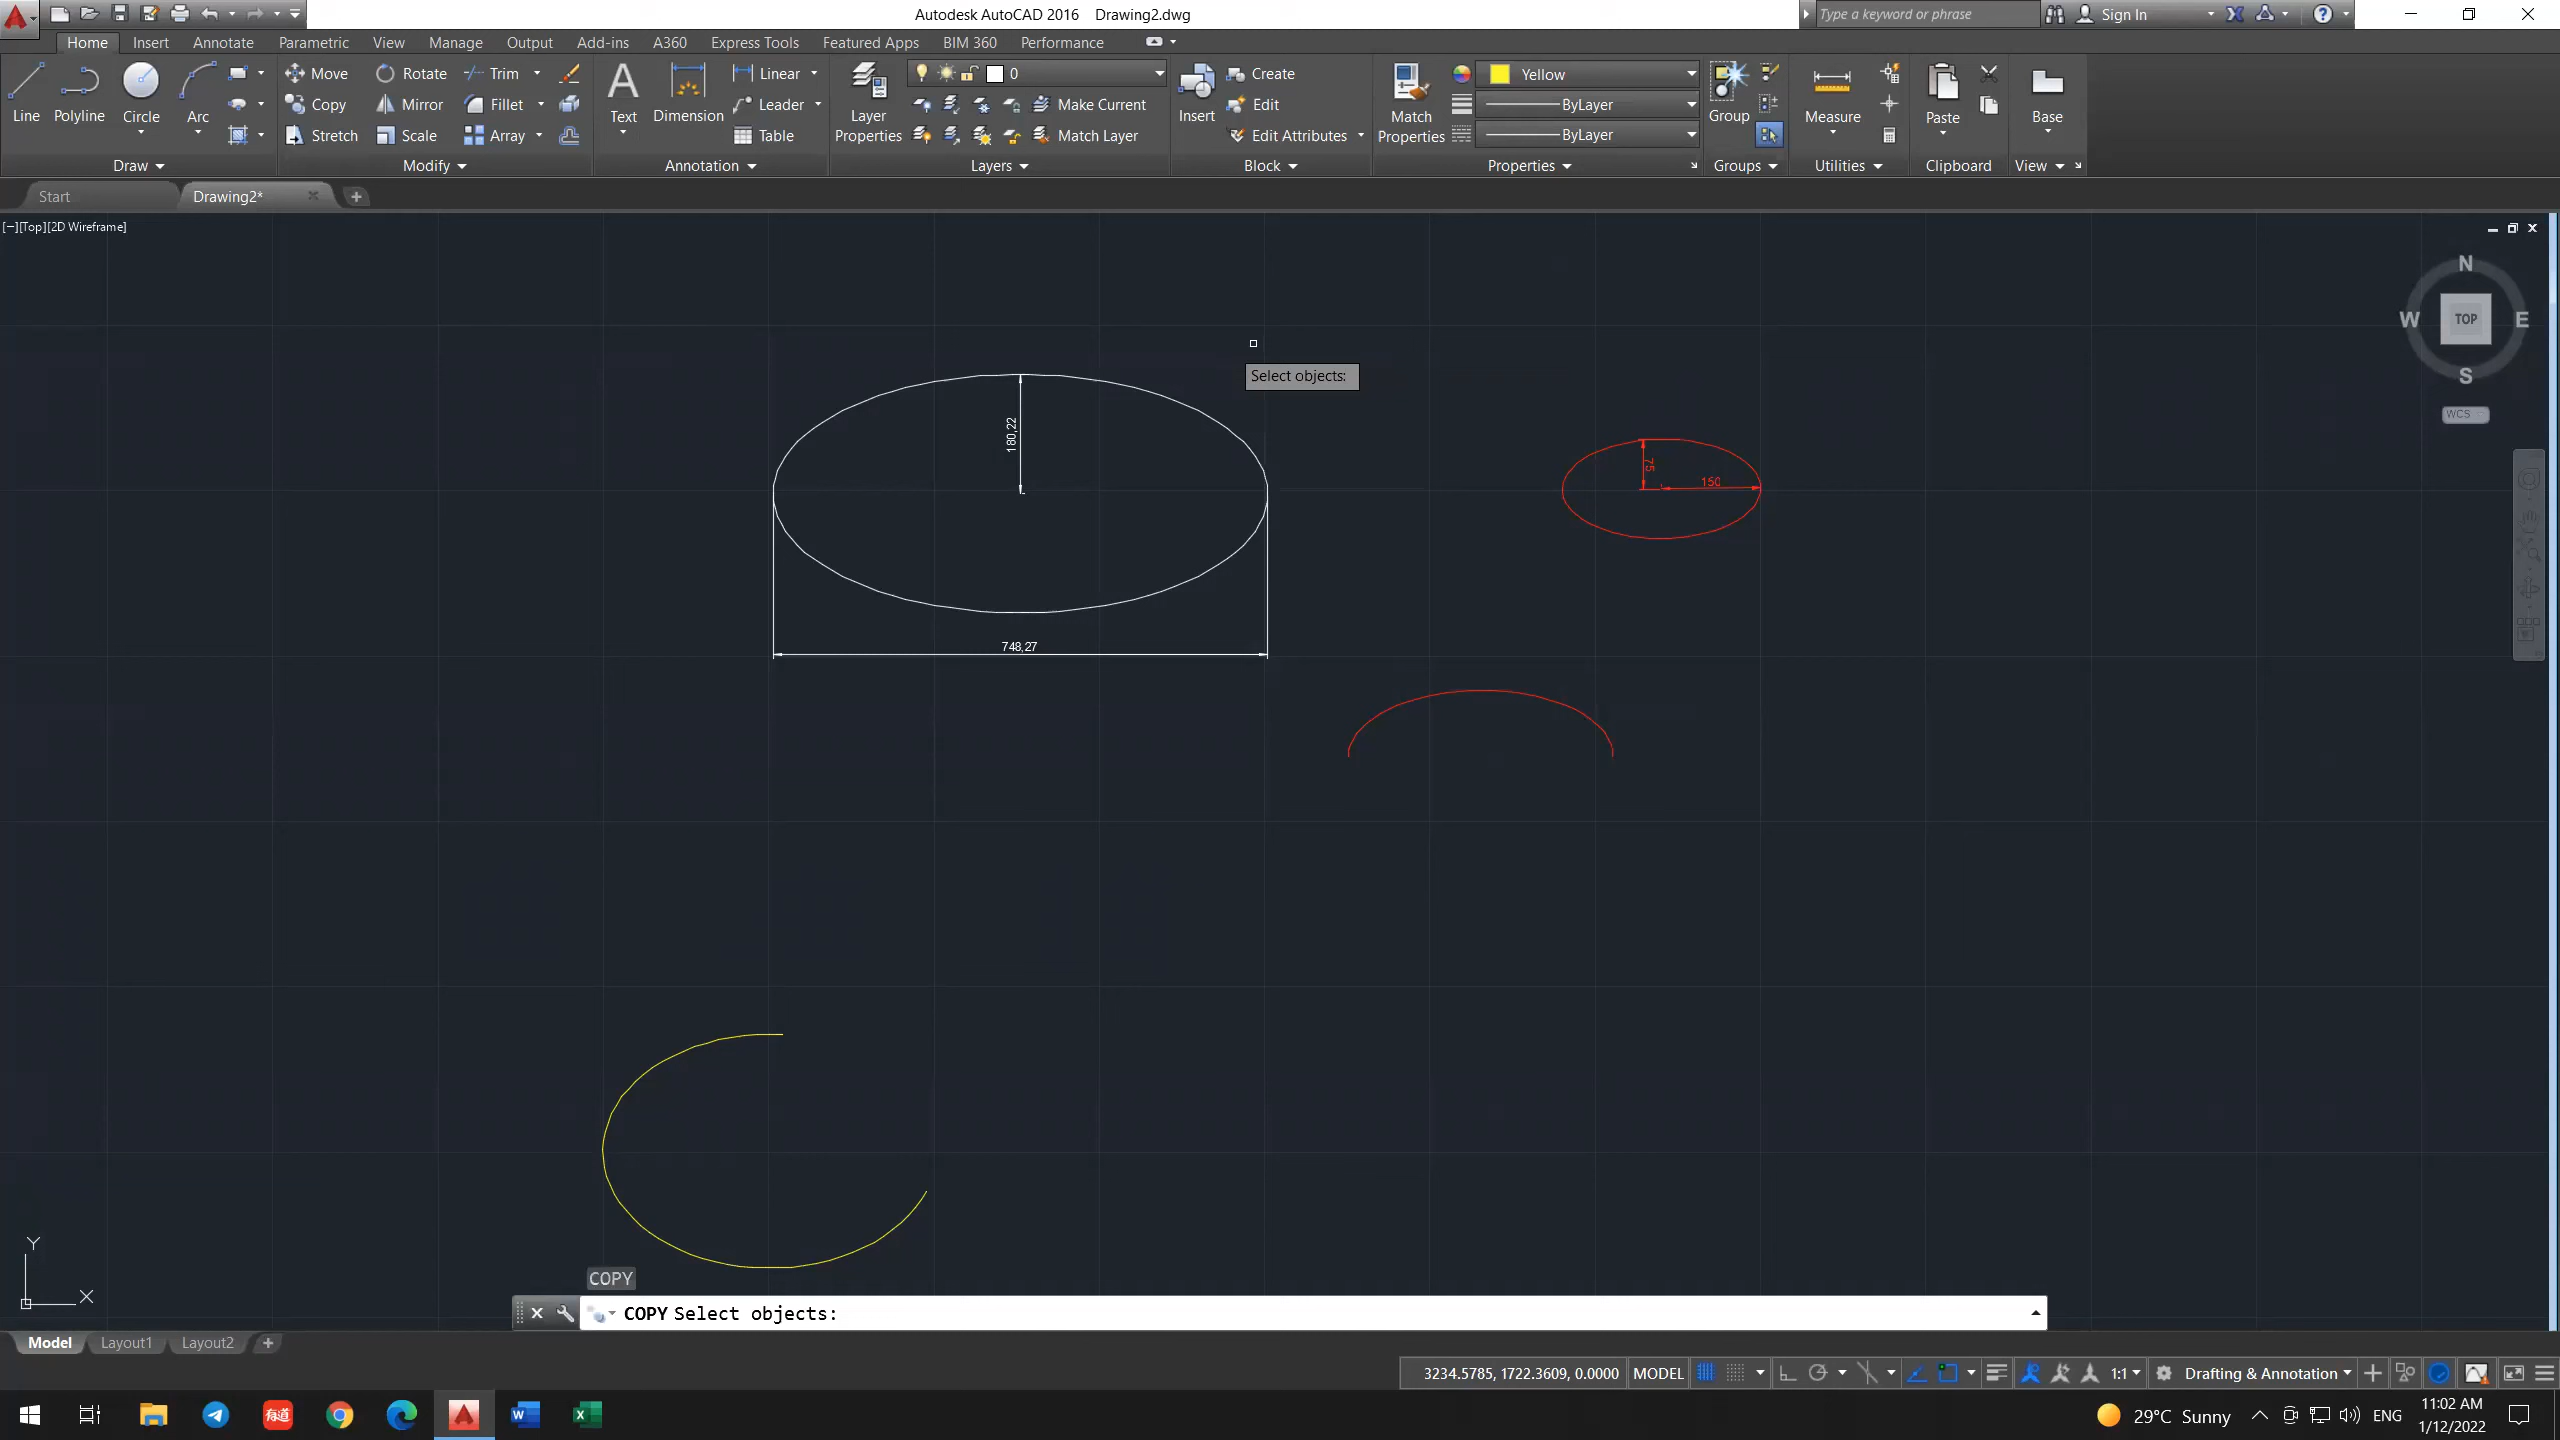 Autodesk AutoCAD 2016 Drawing2.dwg
Type a keyword or phrase
Sign In
Home Insert Annotate Parametric View Manage Output Add-ins A360 Express Tools Featured Apps BIM 360 Performance
Line Polyline Circle Arc
Move Rotate Trim
Copy Mirror Fillet
Stretch Scale Array
Text Dimension
Linear
Leader
Table
Layer Properties
0
Make Current
Match Layer
Insert
Create
Edit
Edit Attributes
Match Properties
Yellow
ByLayer
ByLayer
Group
Measure
Paste
Base
Draw Modify Annotation Layers Block Properties Groups Utilities Clipboard View
Start Drawing2*
[−][Top][2D Wireframe]
N
W TOP E
S
WCS
Select objects:
180,22
748,27
75
150
Y
X
COPY
COPY Select objects:
Model Layout1 Layout2
3234.5785, 1722.3609, 0.0000 MODEL 1:1 Drafting & Annotation
有道
29°C Sunny ENG
11:02 AM
1/12/2022